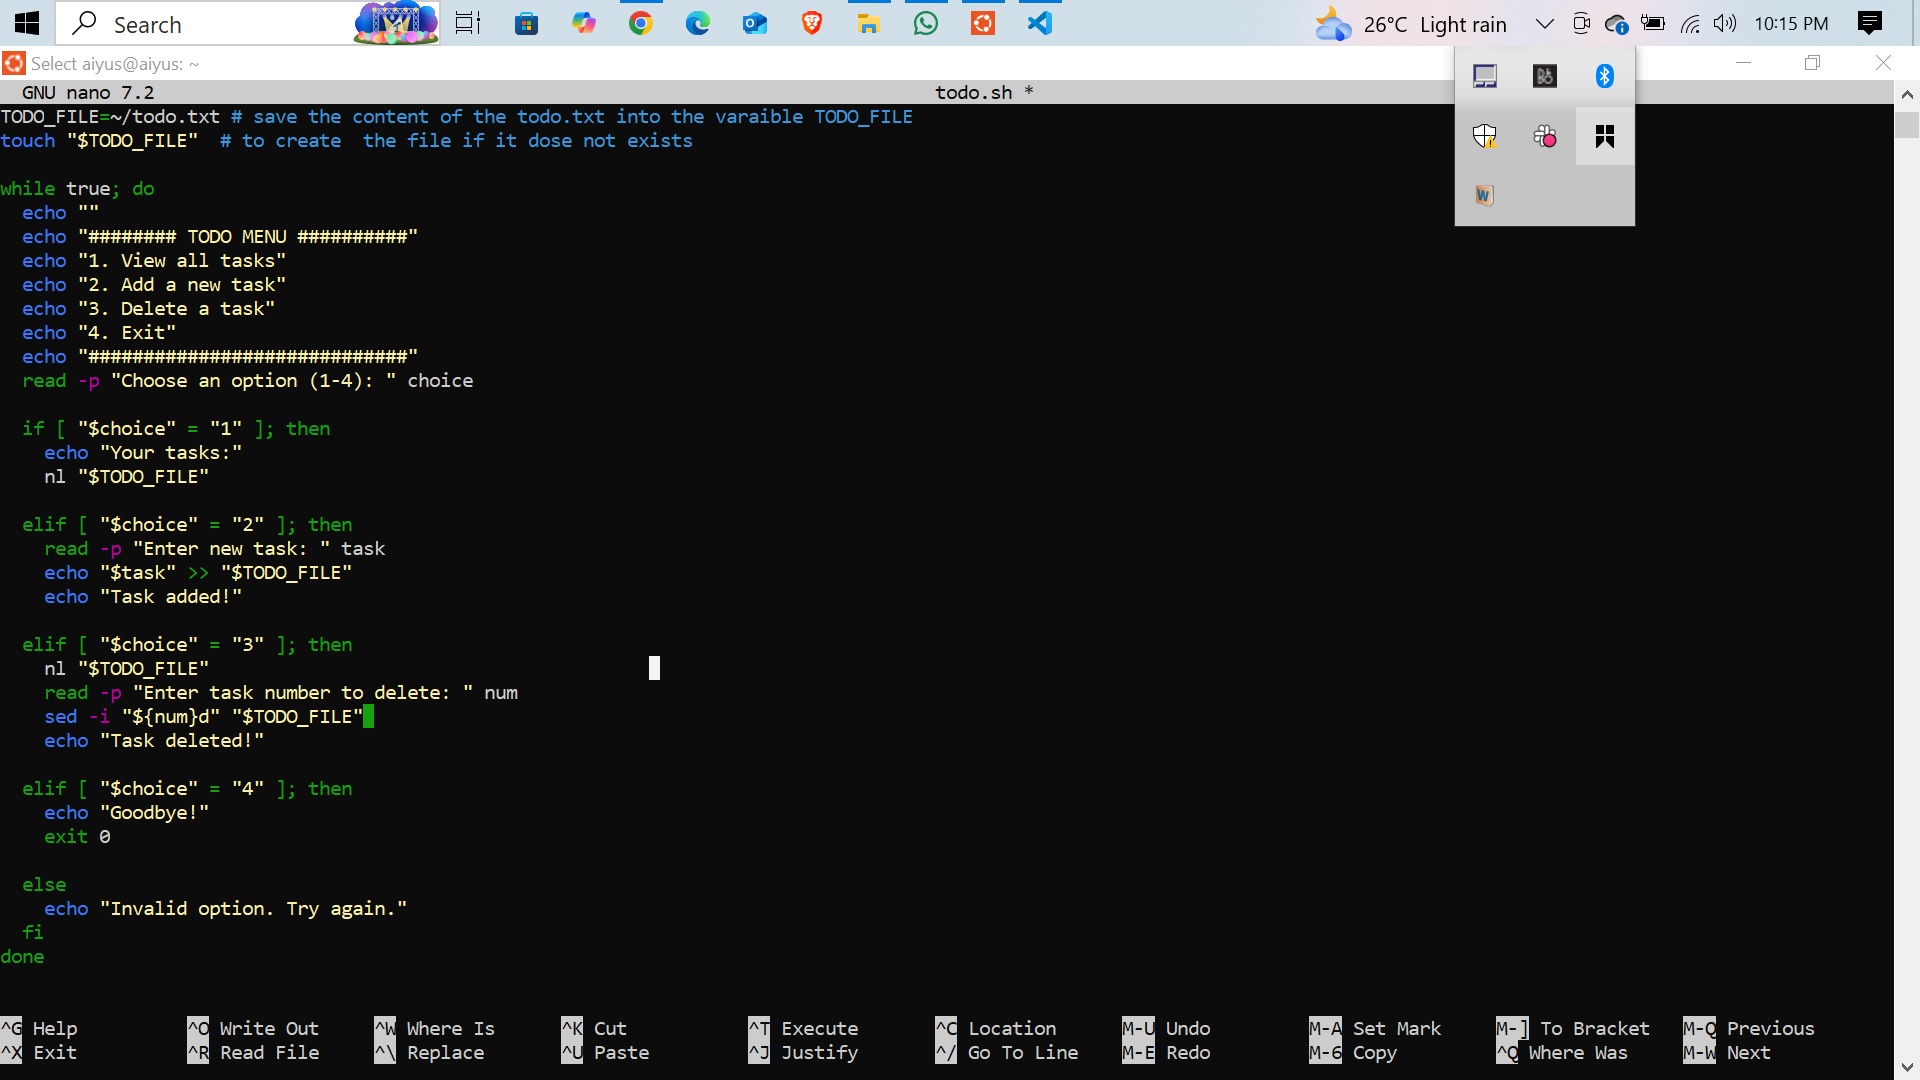 Search
26°C Light rain
10:15 PM
Select aiyus@aiyus: ~
GNU nano 7.2 todo.sh *
TODO_FILE=~/todo.txt # save the content of the todo.txt into the varaible TODO_FILE
touch "$TODO_FILE"  # to create  the file if it dose not exists
while true; do
  echo ""
  echo "######## TODO MENU ##########"
  echo "1. View all tasks"
  echo "2. Add a new task"
  echo "3. Delete a task"
  echo "4. Exit"
  echo "#############################"
  read -p "Choose an option (1-4): " choice
  if [ "$choice" = "1" ]; then
    echo "Your tasks:"
    nl "$TODO_FILE"
  elif [ "$choice" = "2" ]; then
    read -p "Enter new task: " task
    echo "$task" >> "$TODO_FILE"
    echo "Task added!"
  elif [ "$choice" = "3" ]; then
    nl "$TODO_FILE"
    read -p "Enter task number to delete: " num
    sed -i "${num}d" "$TODO_FILE"
    echo "Task deleted!"
  elif [ "$choice" = "4" ]; then
    echo "Goodbye!"
    exit 0
  else
    echo "Invalid option. Try again."
  fi
done
^G Help ^O Write Out ^W Where Is ^K Cut ^T Execute ^C Location M-U Undo M-A Set Mark M-] To Bracket M-Q Previous
^X Exit ^R Read File ^\ Replace ^U Paste ^J Justify ^/ Go To Line M-E Redo M-6 Copy ^Q Where Was M-W Next